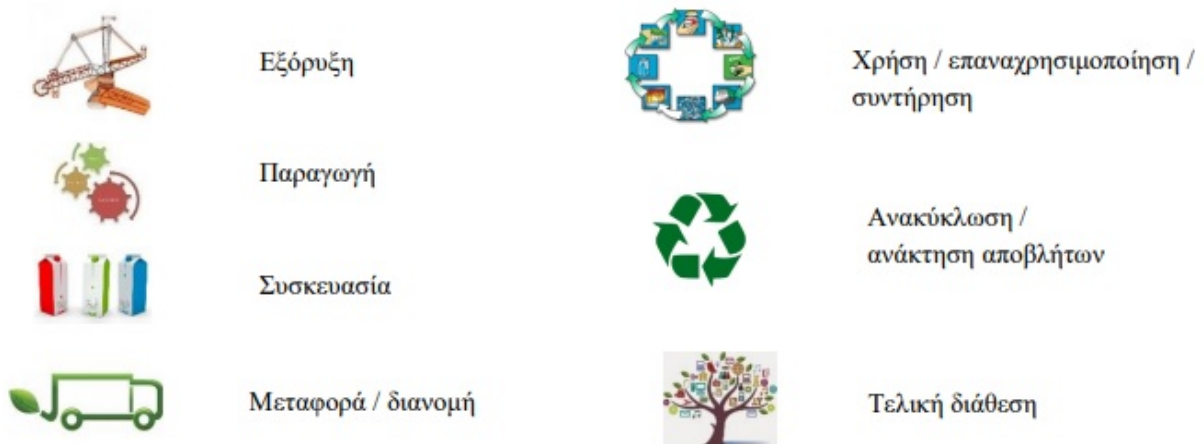 Εξόρυξη
Παραγωγή
Συσκευασία
Μεταφορά / διανομή
Χρήση / επαναχρησιμοποίηση /
συντήρηση
Ανακύκλωση /
ανάκτηση αποβλήτων
Τελική διάθεση